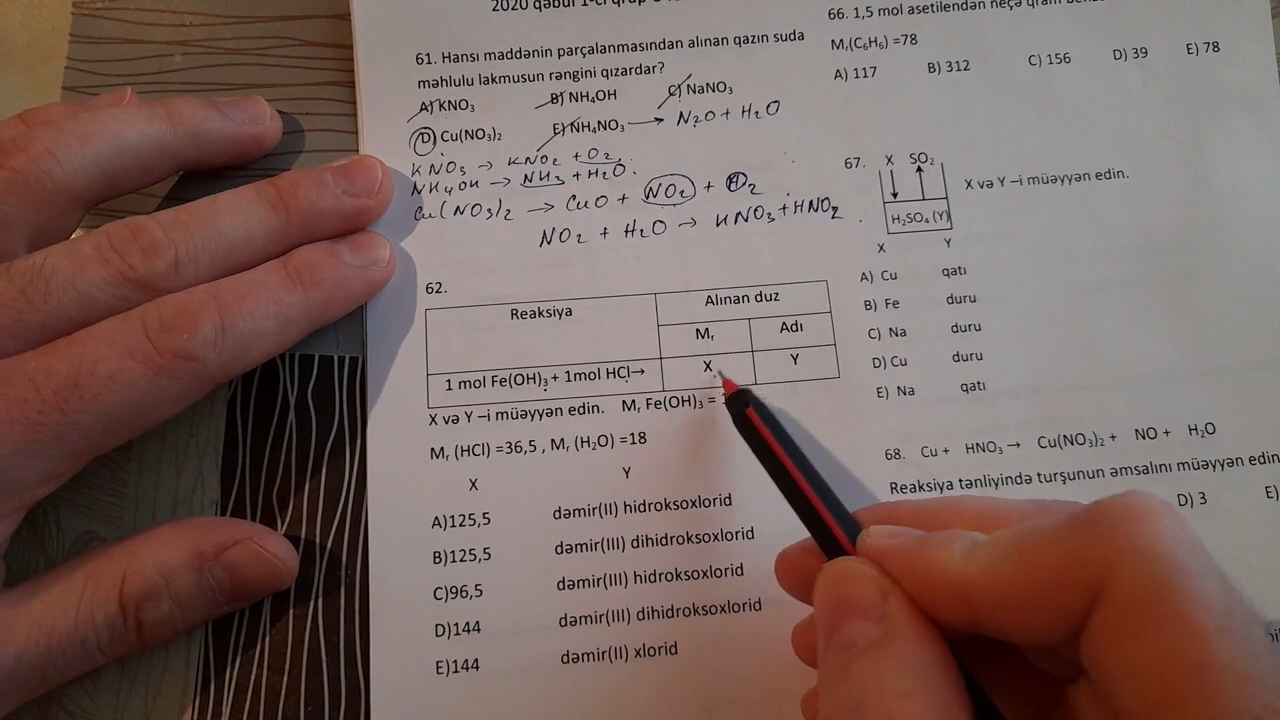 2020 qəbul 1-ci qrup
61. Hansı maddənin parçalanmasından alınan qazın suda
məhlulu lakmusun rəngini qızardar?
A) KNO₃ B) NH₄OH C) NaNO₃
D) Cu(NO₃)₂ E) NH₄NO₃ → N₂O + H₂O
KNO₃ → KNO₂ + O₂
NH₄OH → NH₃ + H₂O.
Cu(NO₃)₂ → CuO + NO₂ + O₂
NO₂ + H₂O → HNO₃ + HNO₂
62.
Reaksiya Alınan duz
Mᵣ Adı
1 mol Fe(OH)₃ + 1mol HCl→ X Y
X və Y –i müəyyən edin. Mᵣ Fe(OH)₃ =
Mᵣ (HCl) =36,5 , Mᵣ (H₂O) =18
X Y
A)125,5 dəmir(II) hidroksoxlorid
B)125,5 dəmir(III) dihidroksoxlorid
C)96,5 dəmir(III) hidroksoxlorid
D)144 dəmir(III) dihidroksoxlorid
E)144 dəmir(II) xlorid
66. 1,5 mol asetilendən neçə qram
Mᵣ(C₆H₆) =78
A) 117 B) 312 C) 156 D) 39 E) 78
67. X SO₂
X və Y –i müəyyən edin.
H₂SO₄ (Y)
X Y
A) Cu qatı
B) Fe duru
C) Na duru
D) Cu duru
E) Na qatı
68. Cu + HNO₃ → Cu(NO₃)₂ + NO + H₂O
Reaksiya tənliyində turşunun əmsalını müəyyən edin
D) 3 E)